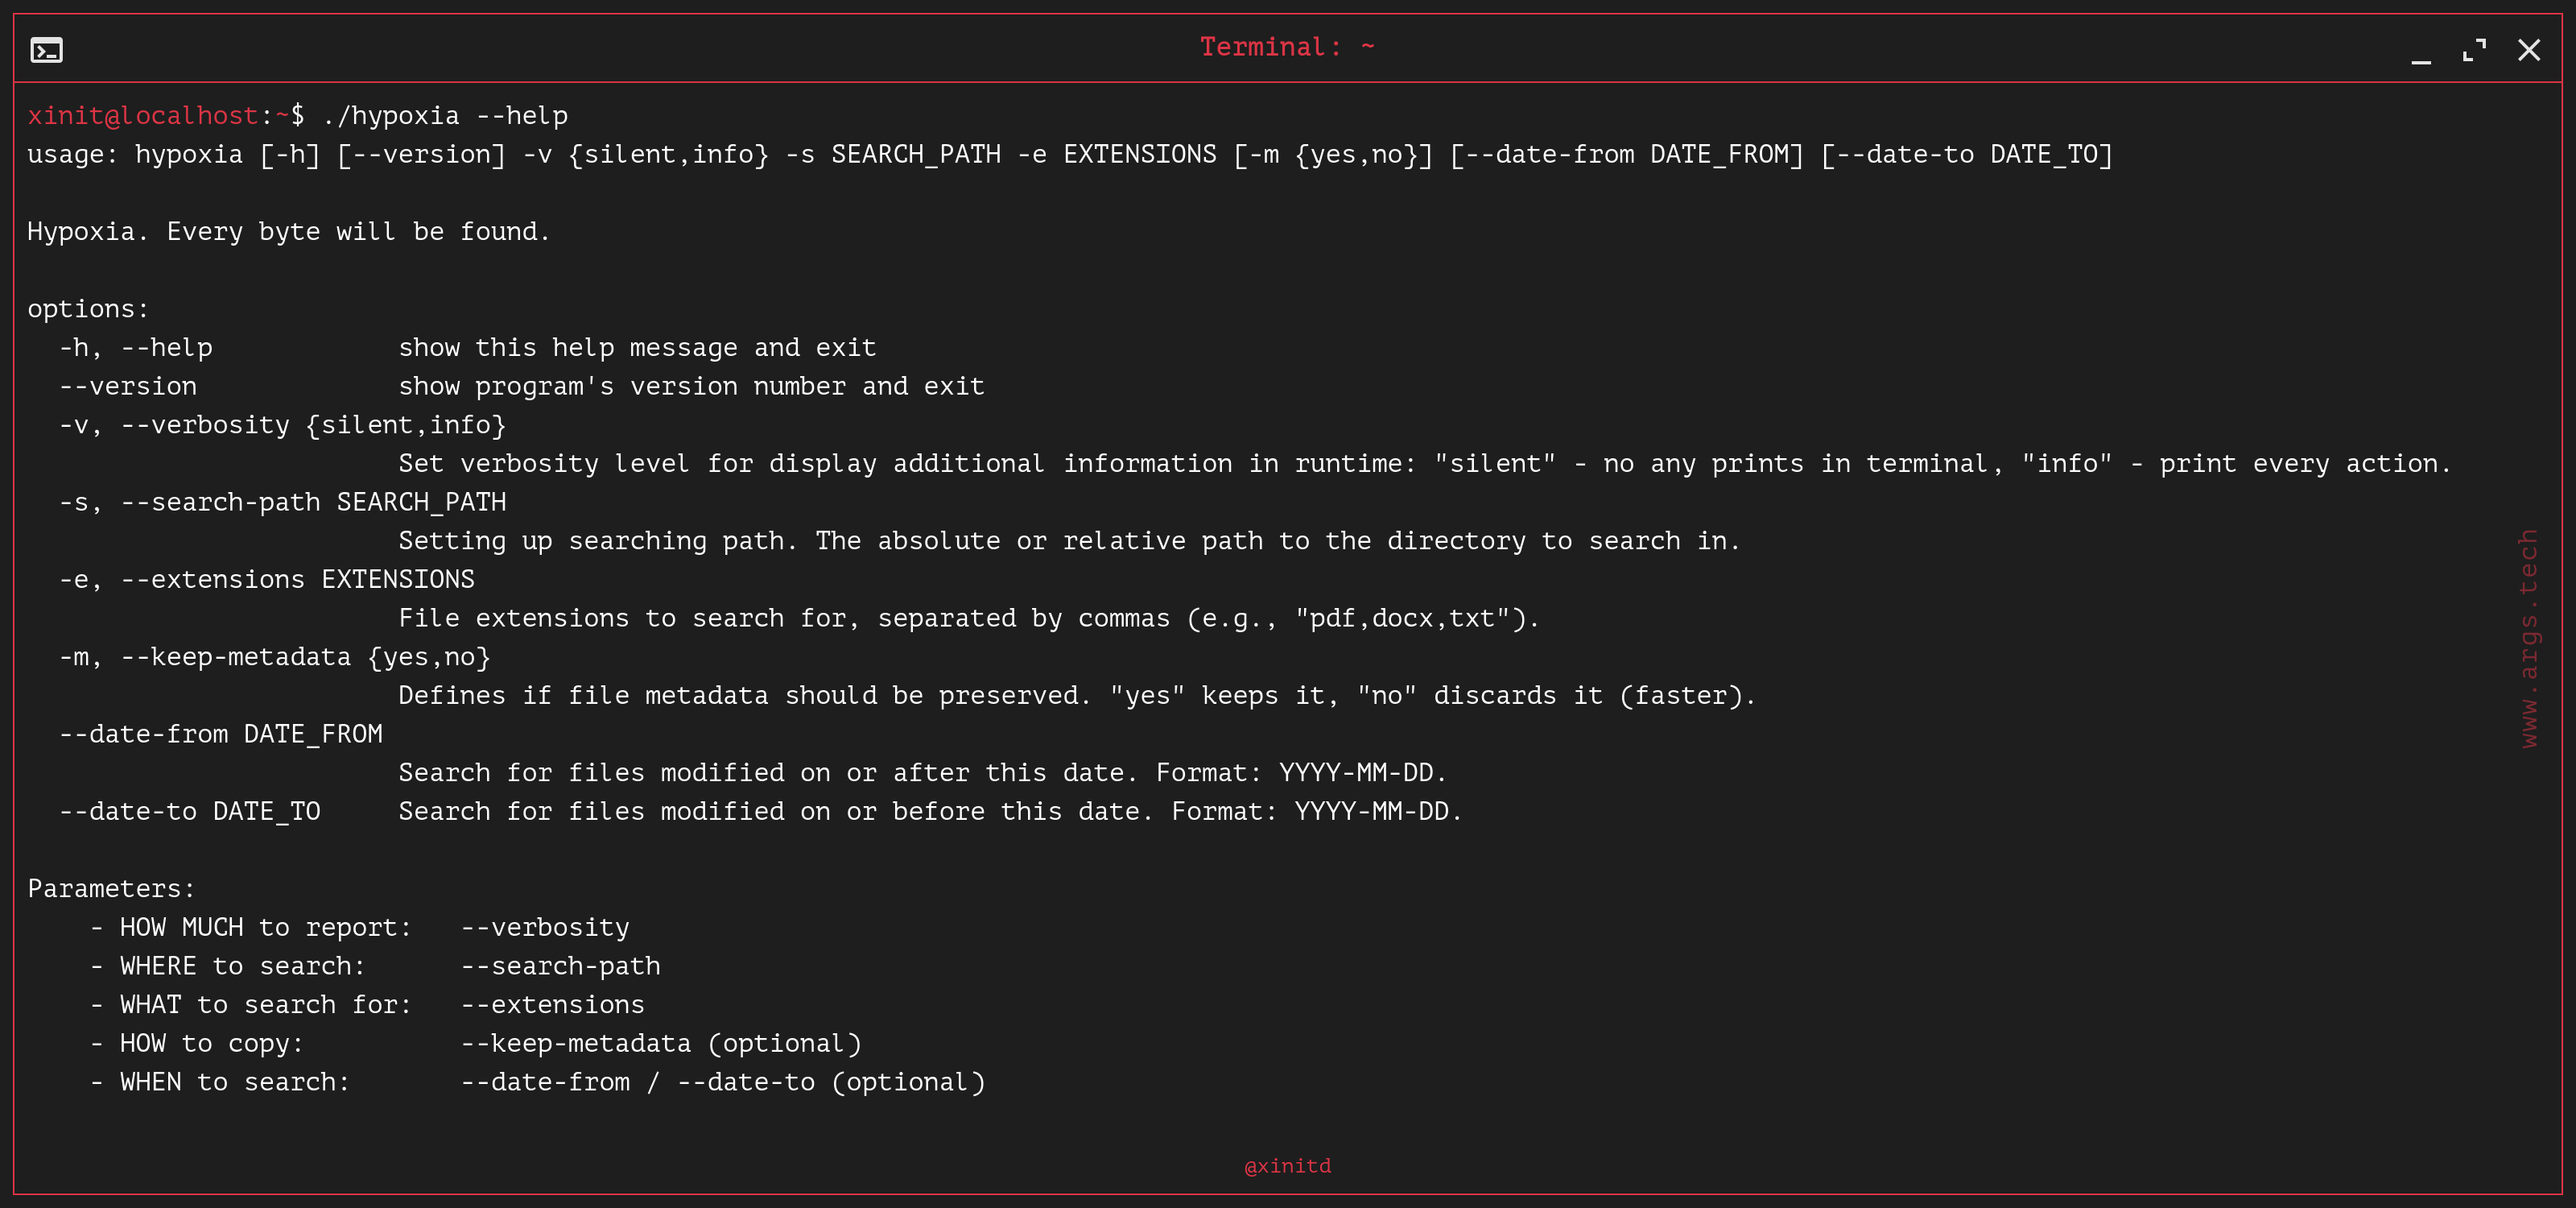 Terminal: ~
xinit@localhost:~$ ./hypoxia --help
usage: hypoxia [-h] [--version] -v {silent,info} -s SEARCH_PATH -e EXTENSIONS [-m {yes,no}] [--date-from DATE_FROM] [--date-to DATE_TO]
Hypoxia. Every byte will be found.
options:
  -h, --help            show this help message and exit
  --version             show program's version number and exit
  -v, --verbosity {silent,info}
                        Set verbosity level for display additional information in runtime: "silent" - no any prints in terminal, "info" - print every action.
  -s, --search-path SEARCH_PATH
                        Setting up searching path. The absolute or relative path to the directory to search in.
  -e, --extensions EXTENSIONS
                        File extensions to search for, separated by commas (e.g., "pdf,docx,txt").
  -m, --keep-metadata {yes,no}
                        Defines if file metadata should be preserved. "yes" keeps it, "no" discards it (faster).
  --date-from DATE_FROM
                        Search for files modified on or after this date. Format: YYYY-MM-DD.
  --date-to DATE_TO     Search for files modified on or before this date. Format: YYYY-MM-DD.
Parameters:
    - HOW MUCH to report:   --verbosity
    - WHERE to search:      --search-path
    - WHAT to search for:   --extensions
    - HOW to copy:          --keep-metadata (optional)
    - WHEN to search:       --date-from / --date-to (optional)
www.args.tech
@xinitd